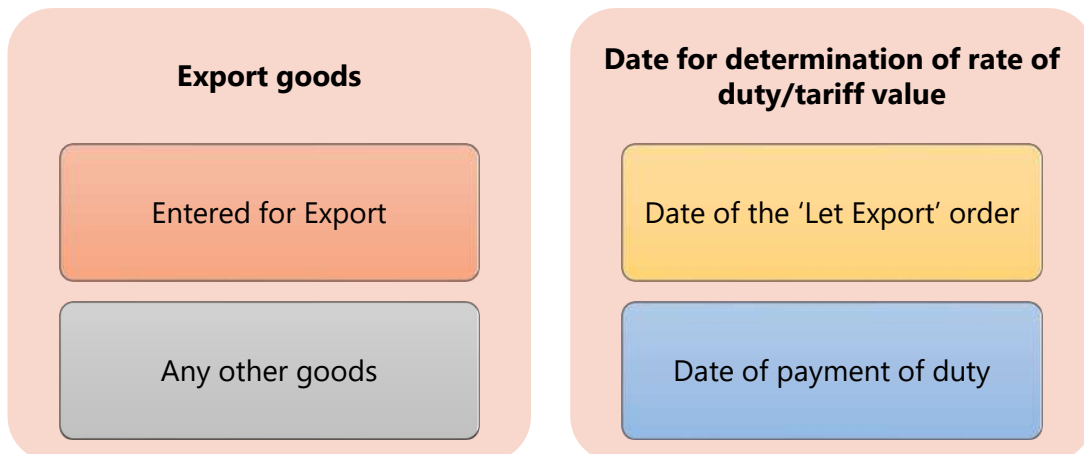 Export goods
Entered for Export
Any other goods
Date for determination of rate of
duty/tariff value
Date of the ‘Let Export’ order
Date of payment of duty